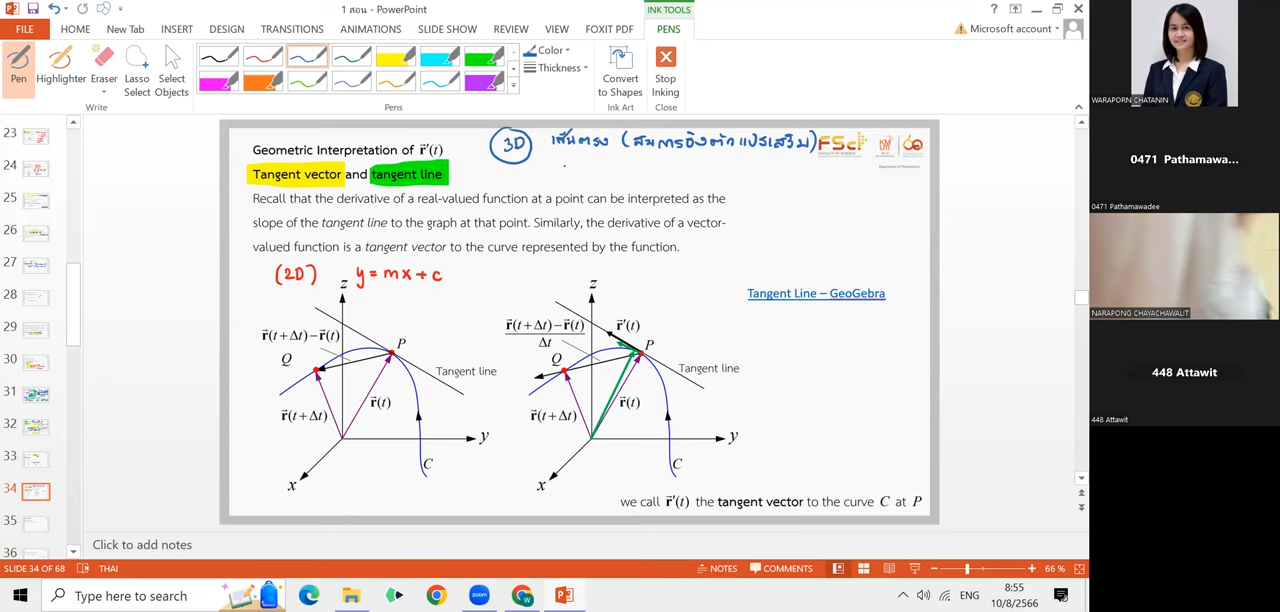 1 สอน - PowerPoint
INK TOOLS
FILE HOME New Tab INSERT DESIGN TRANSITIONS ANIMATIONS SLIDE SHOW REVIEW VIEW FOXIT PDF PENS
Microsoft account
Pen Highlighter Eraser Lasso Select Select Objects
Color
Thickness
Convert to Shapes
Stop Inking
Write Pens Ink Art Close
WARAPORN CHATANIN
0471 Pathamawa...
0471 Pathamawadee
NARAPONG CHAYACHAWALIT
448 Attawit
448 Attawit
23
24
25
26
27
28
29
30
31
32
33
34
35
36
3D เส้นตรง (สมการอิงตัวแปรเสริม)
FSci
Geometric Interpretation of r⃗′(t)
Tangent vector and tangent line
Recall that the derivative of a real-valued function at a point can be interpreted as the
slope of the tangent line to the graph at that point. Similarly, the derivative of a vector-
valued function is a tangent vector to the curve represented by the function.
(2D) y = mx + c
Tangent Line – GeoGebra
z
r⃗(t + Δt) − r⃗(t)
P
Q
Tangent line
r⃗(t)
r⃗(t + Δt)
y
C
x
z
r⃗(t + Δt) − r⃗(t)
Δt
r⃗′(t)
P
Q
Tangent line
r⃗(t)
r⃗(t + Δt)
y
C
x
we call r⃗′(t) the tangent vector to the curve C at P
Click to add notes
SLIDE 34 OF 68 THAI NOTES COMMENTS 66 %
Type here to search
zoom
ENG
8:55
10/8/2566